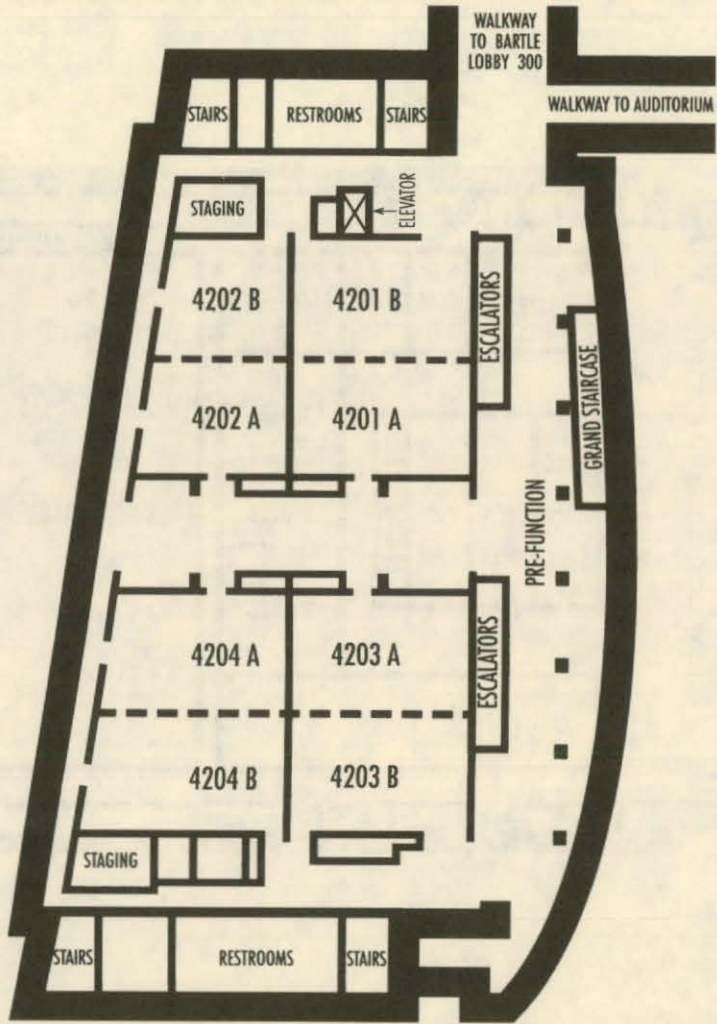 WALKWAY
TO BARTLE
LOBBY 300
WALKWAY TO AUDITORIUM
STAIRS
RESTROOMS
STAIRS
STAGING
ELEVATOR
4202 B
4201 B
ESCALATORS
4202 A
4201 A
GRAND STAIRCASE
PRE-FUNCTION
4204 A
4203 A
ESCALATORS
4204 B
4203 B
STAGING
STAIRS
RESTROOMS
STAIRS